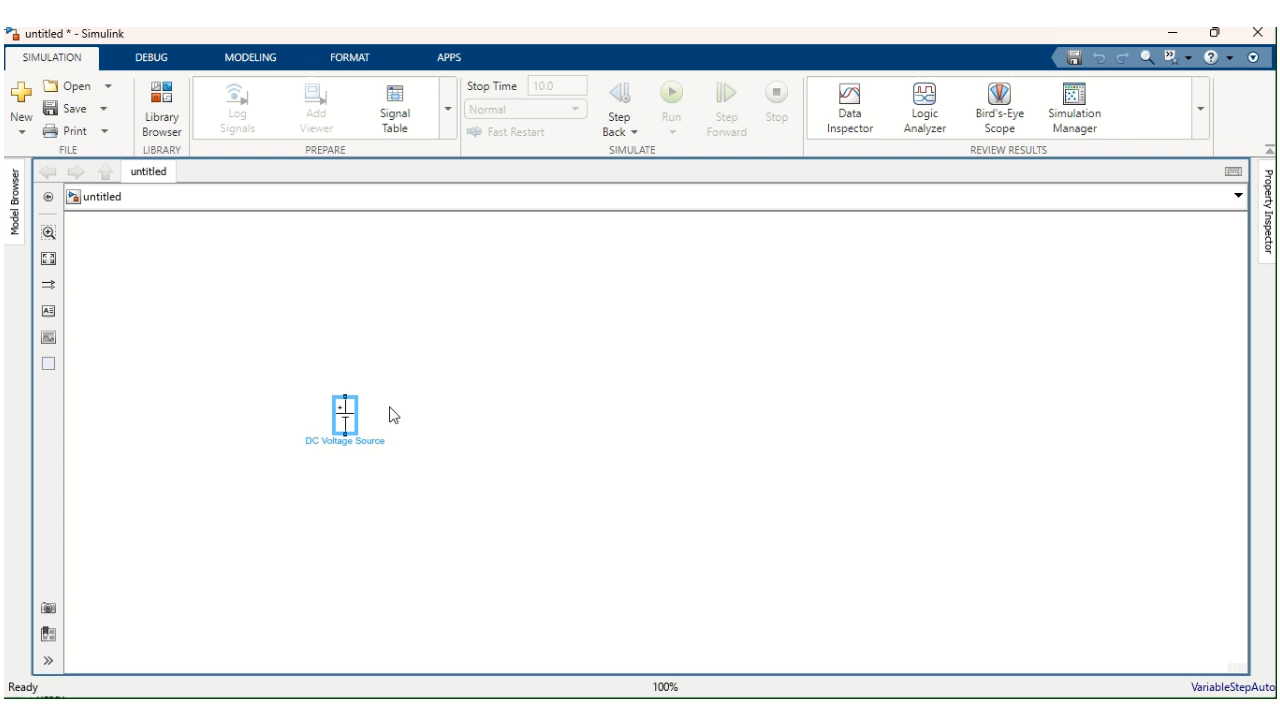 untitled * - Simulink
SIMULATION DEBUG MODELING FORMAT APPS
New
Open
Save
Print
FILE
Library Browser
LIBRARY
Log Signals
Add Viewer
Signal Table
PREPARE
Stop Time 10.0
Normal
Fast Restart
Step Back
Run
Step Forward
Stop
SIMULATE
Data Inspector
Logic Analyzer
Bird's-Eye Scope
Simulation Manager
REVIEW RESULTS
Model Browser
untitled
untitled
Property Inspector
DC Voltage Source
Ready 100% VariableStepAuto